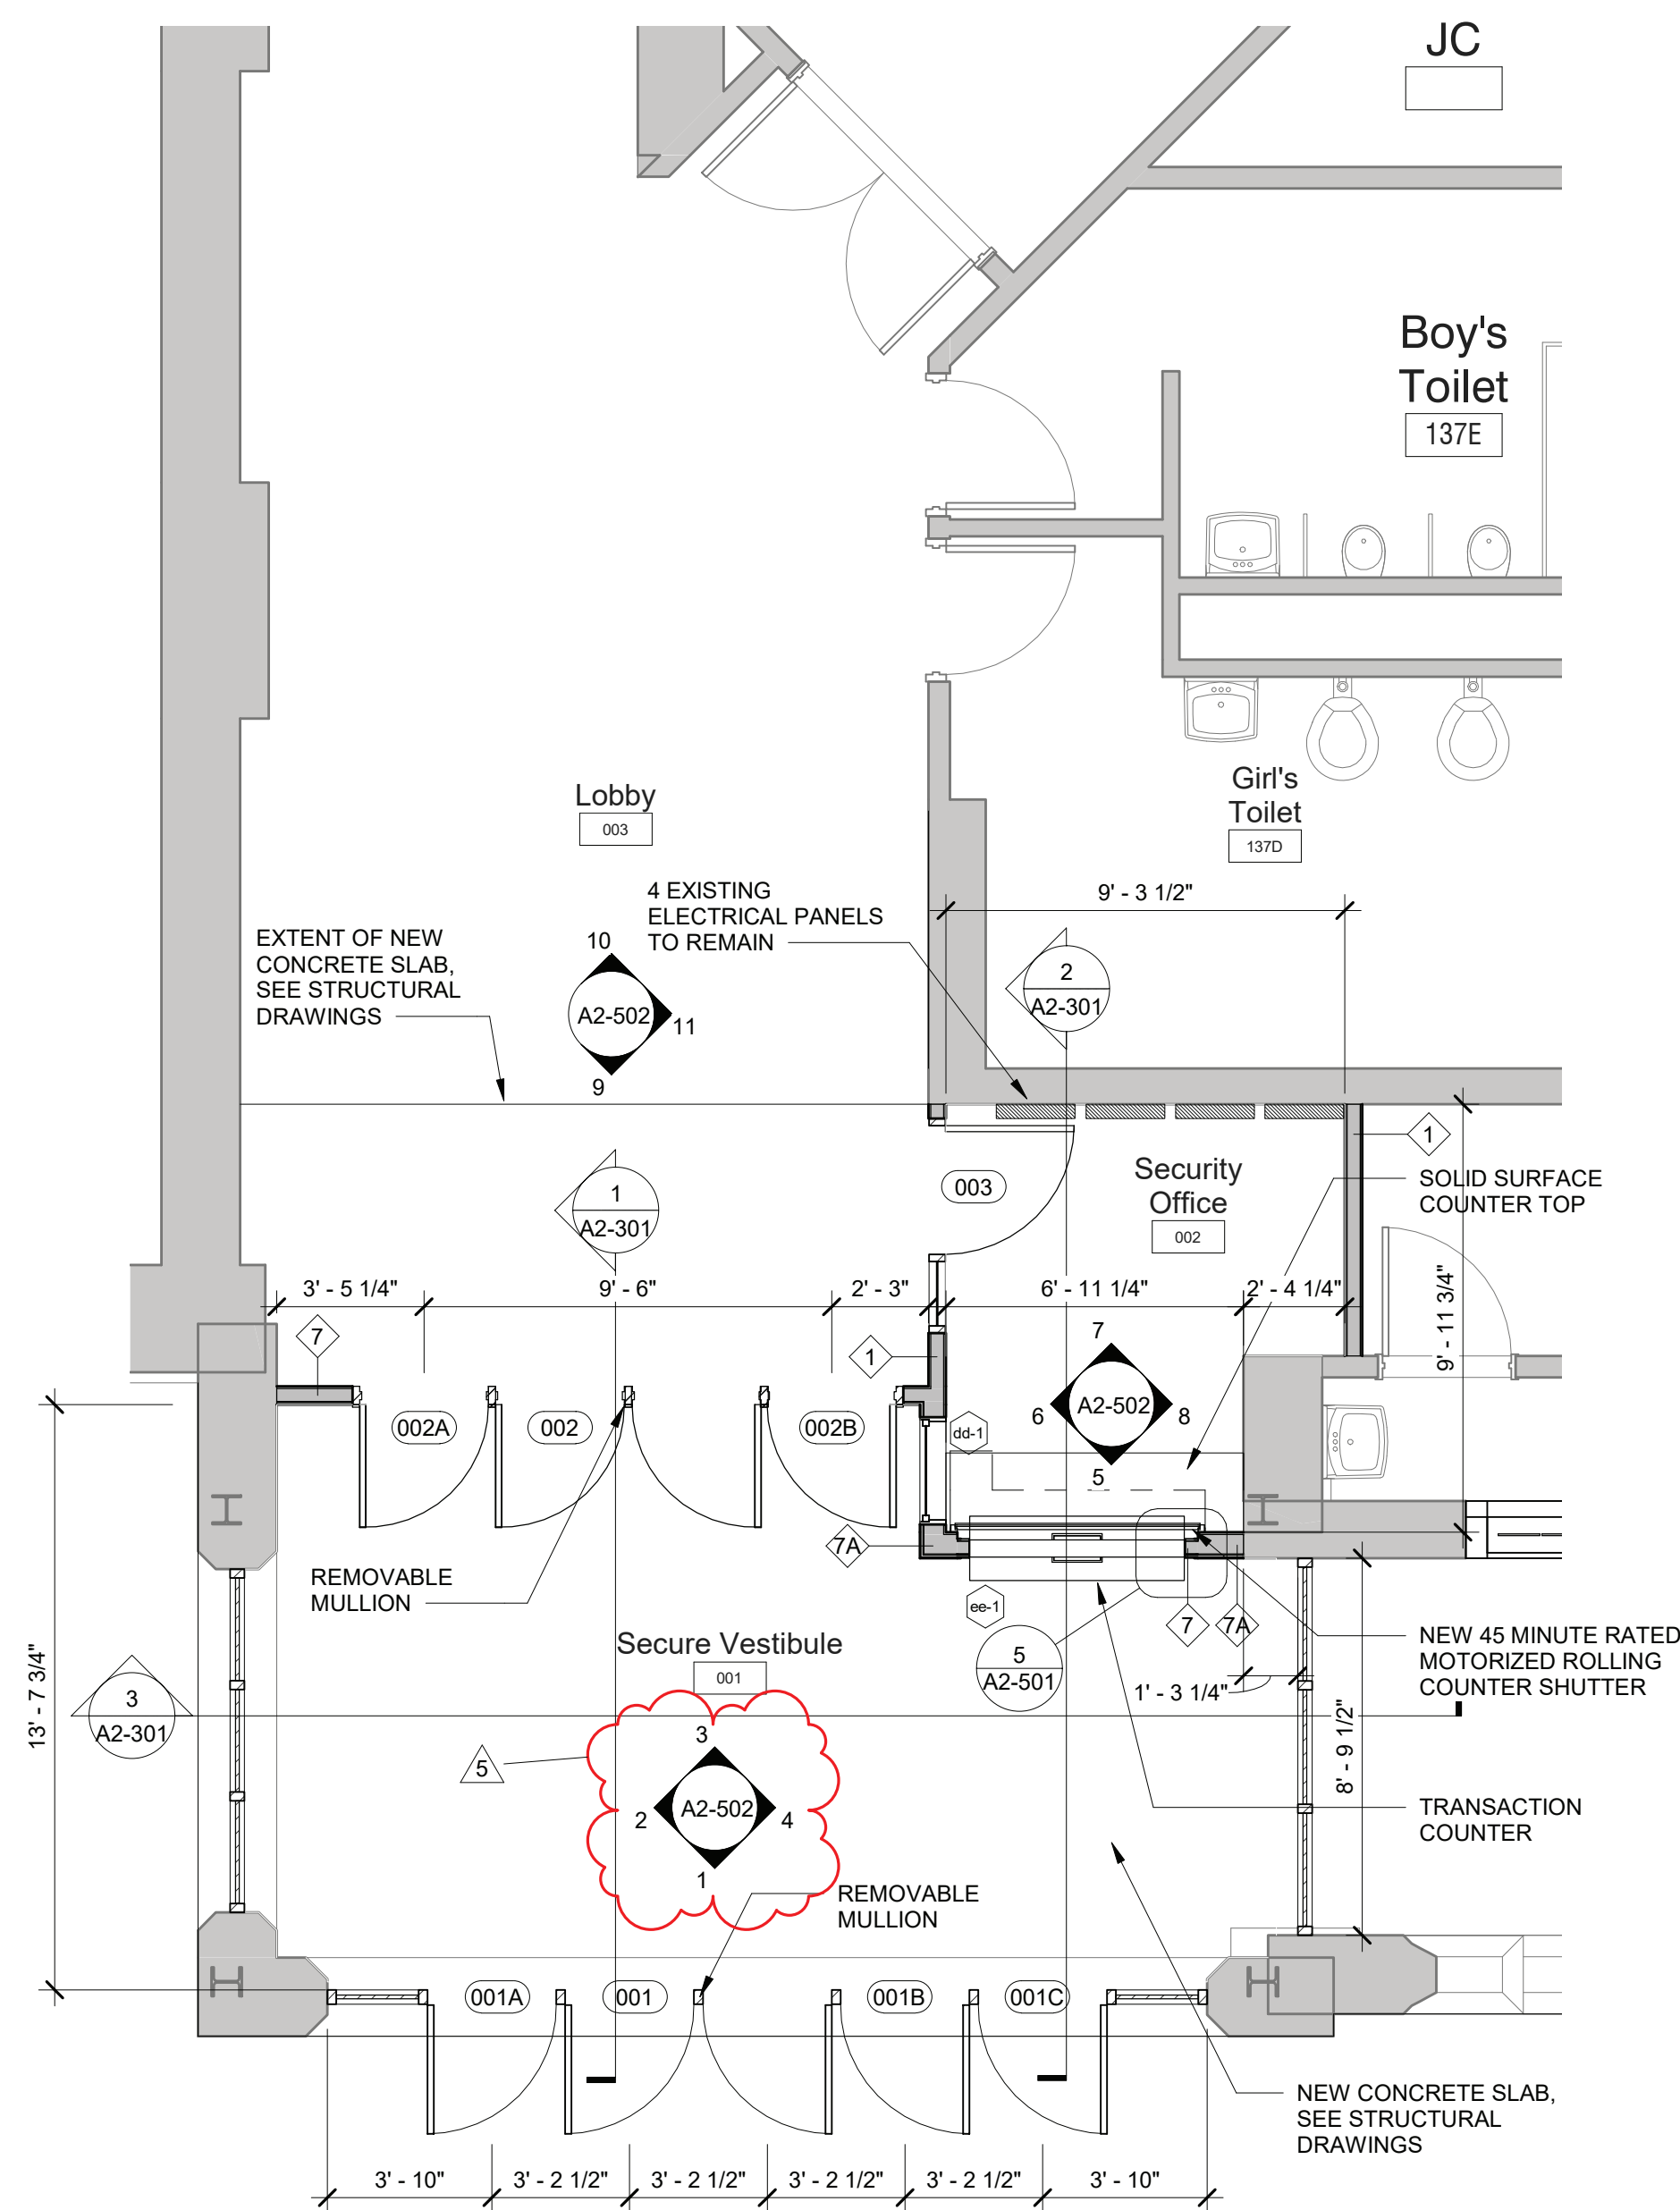 JC
Boy's
Toilet
137E
Lobby
003
Girl's
Toilet
137D
4 EXISTING
ELECTRICAL PANELS
TO REMAIN
9' - 3 1/2"
EXTENT OF NEW
CONCRETE SLAB,
SEE STRUCTURAL
DRAWINGS
10
A2-502
11
9
2
A2-301
1
SOLID SURFACE
COUNTER TOP
003
Security
Office
002
1
A2-301
3' - 5 1/4"
9' - 6"
2' - 3"
6' - 11 1/4"
2' - 4 1/4"
9' - 11 3/4"
7
1
7
6
A2-502
8
5
002A
002
002B
dd-1
7A
REMOVABLE
MULLION
ee-1
7
7A
5
A2-501
NEW 45 MINUTE RATED
MOTORIZED ROLLING
COUNTER SHUTTER
Secure Vestibule
001
1' - 3 1/4"
13' - 7 3/4"
3
A2-301
8' - 9 1/2"
5
3
2
A2-502
4
1
TRANSACTION
COUNTER
REMOVABLE
MULLION
001A
001
001B
001C
NEW CONCRETE SLAB,
SEE STRUCTURAL
DRAWINGS
3' - 10"
3' - 2 1/2"
3' - 2 1/2"
3' - 2 1/2"
3' - 2 1/2"
3' - 10"